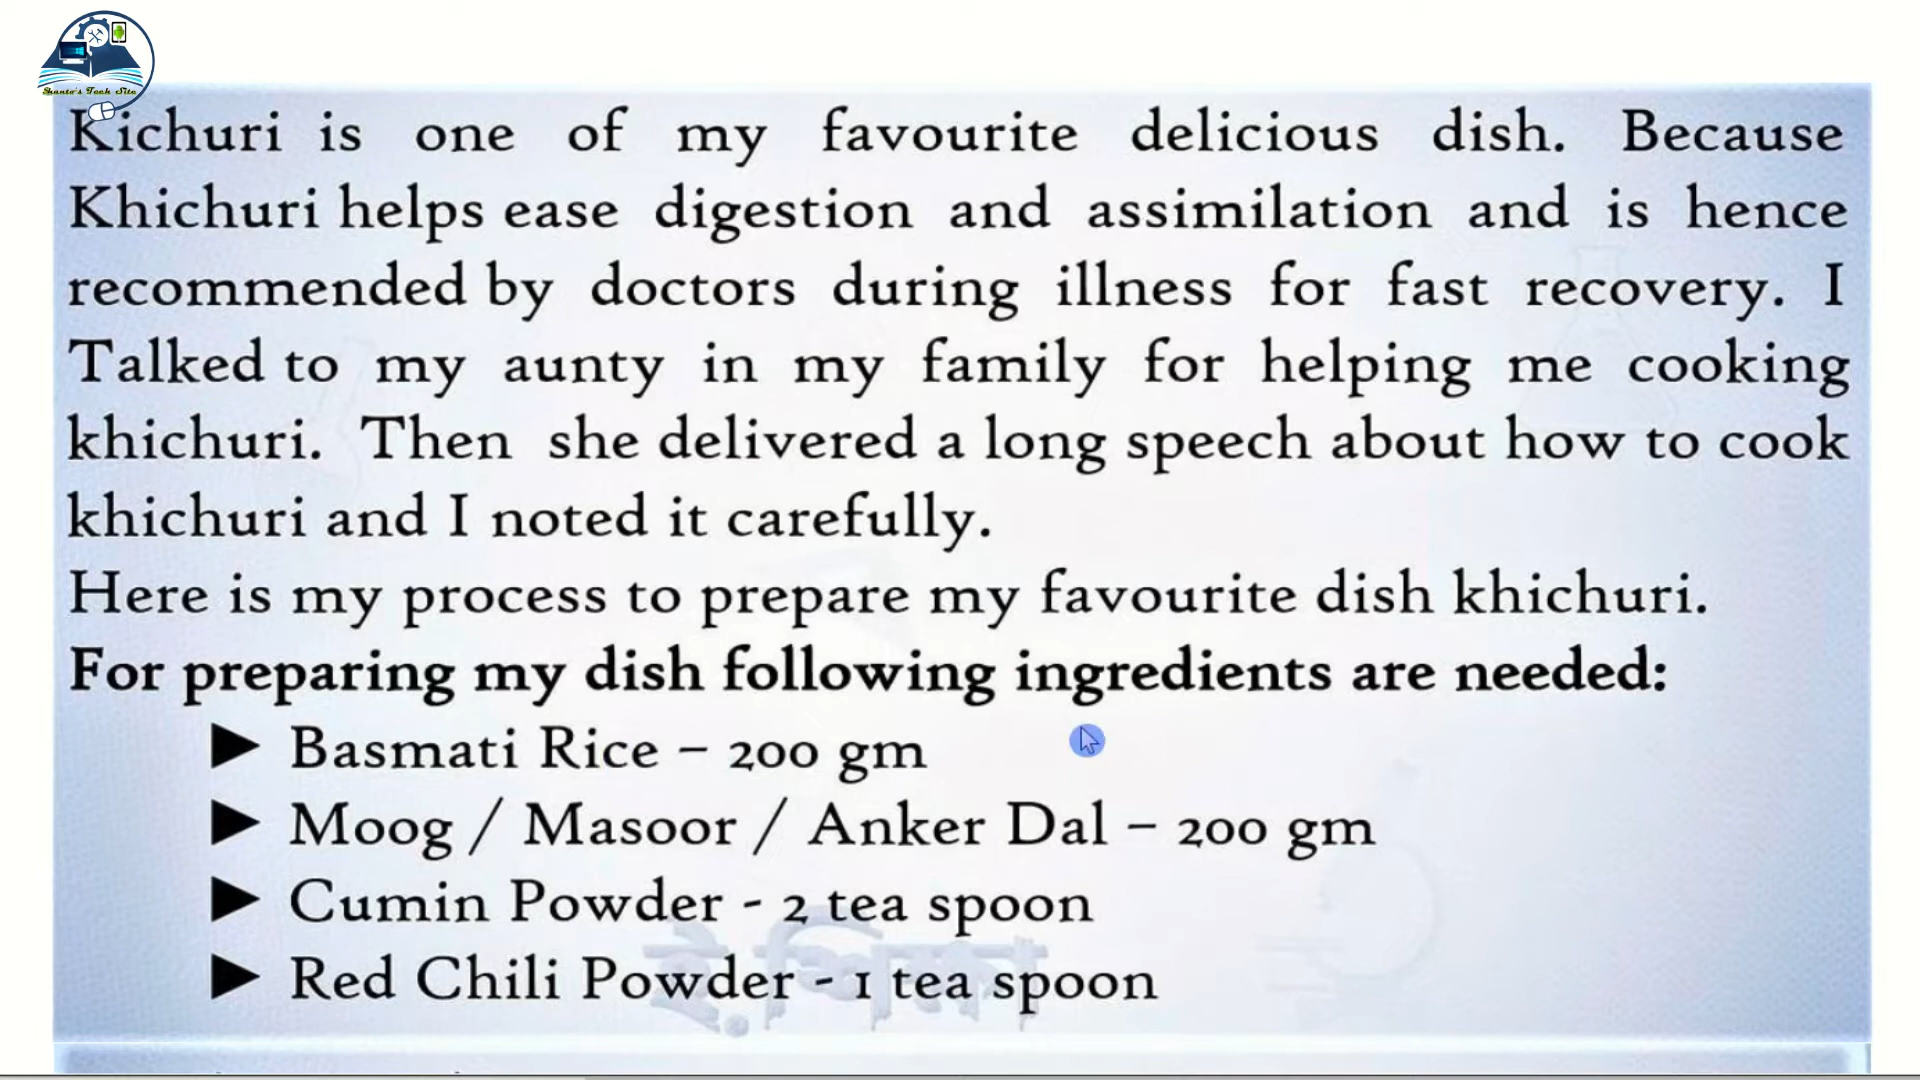 Shanto's Tech Site
Kichuri is one of my favourite delicious dish. Because
Khichuri helps ease digestion and assimilation and is hence
recommended by doctors during illness for fast recovery. I
Talked to my aunty in my family for helping me cooking
khichuri. Then she delivered a long speech about how to cook
khichuri and I noted it carefully.
Here is my process to prepare my favourite dish khichuri.
For preparing my dish following ingredients are needed:
► Basmati Rice – 200 gm
► Moog / Masoor / Anker Dal – 200 gm
► Cumin Powder - 2 tea spoon
► Red Chili Powder - 1 tea spoon